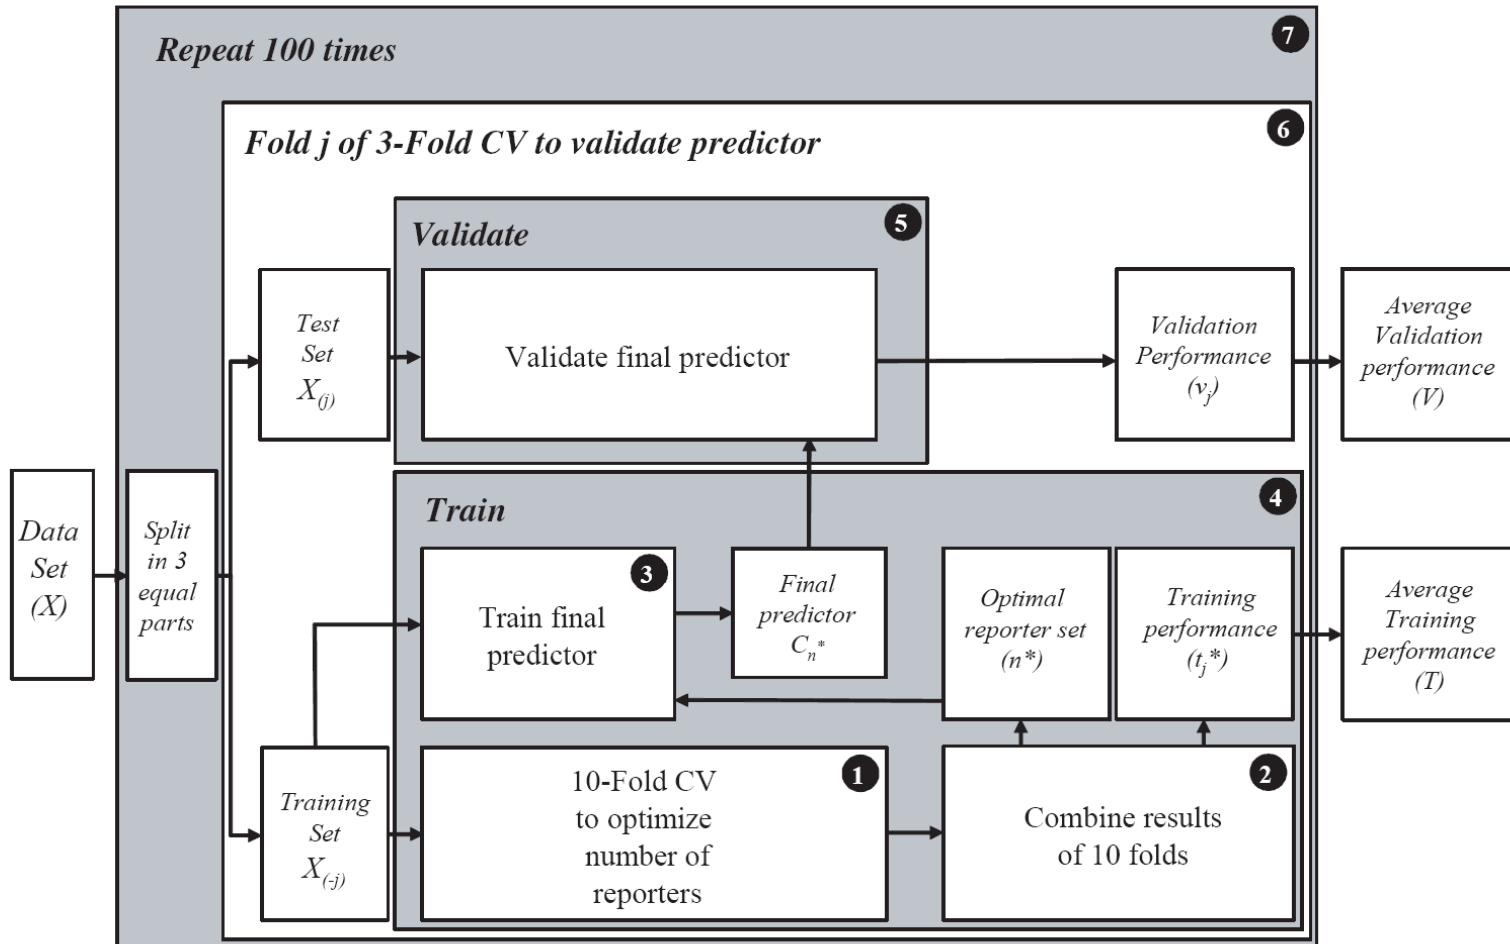 Repeat 100 times
7
Fold j of 3-Fold CV to validate predictor
6
Validate
5
Test
Set
X(j)
Validate final predictor
Validation
Performance
(vj)
Average
Validation
performance
(V)
Data
Set
(X)
Split
in 3
equal
parts
Train
4
3
Train final
predictor
Final
predictor
Cn*
Optimal
reporter set
(n*)
Training
performance
(tj*)
Average
Training
performance
(T)
Training
Set
X(-j)
1
10-Fold CV
to optimize
number of
reporters
2
Combine results
of 10 folds